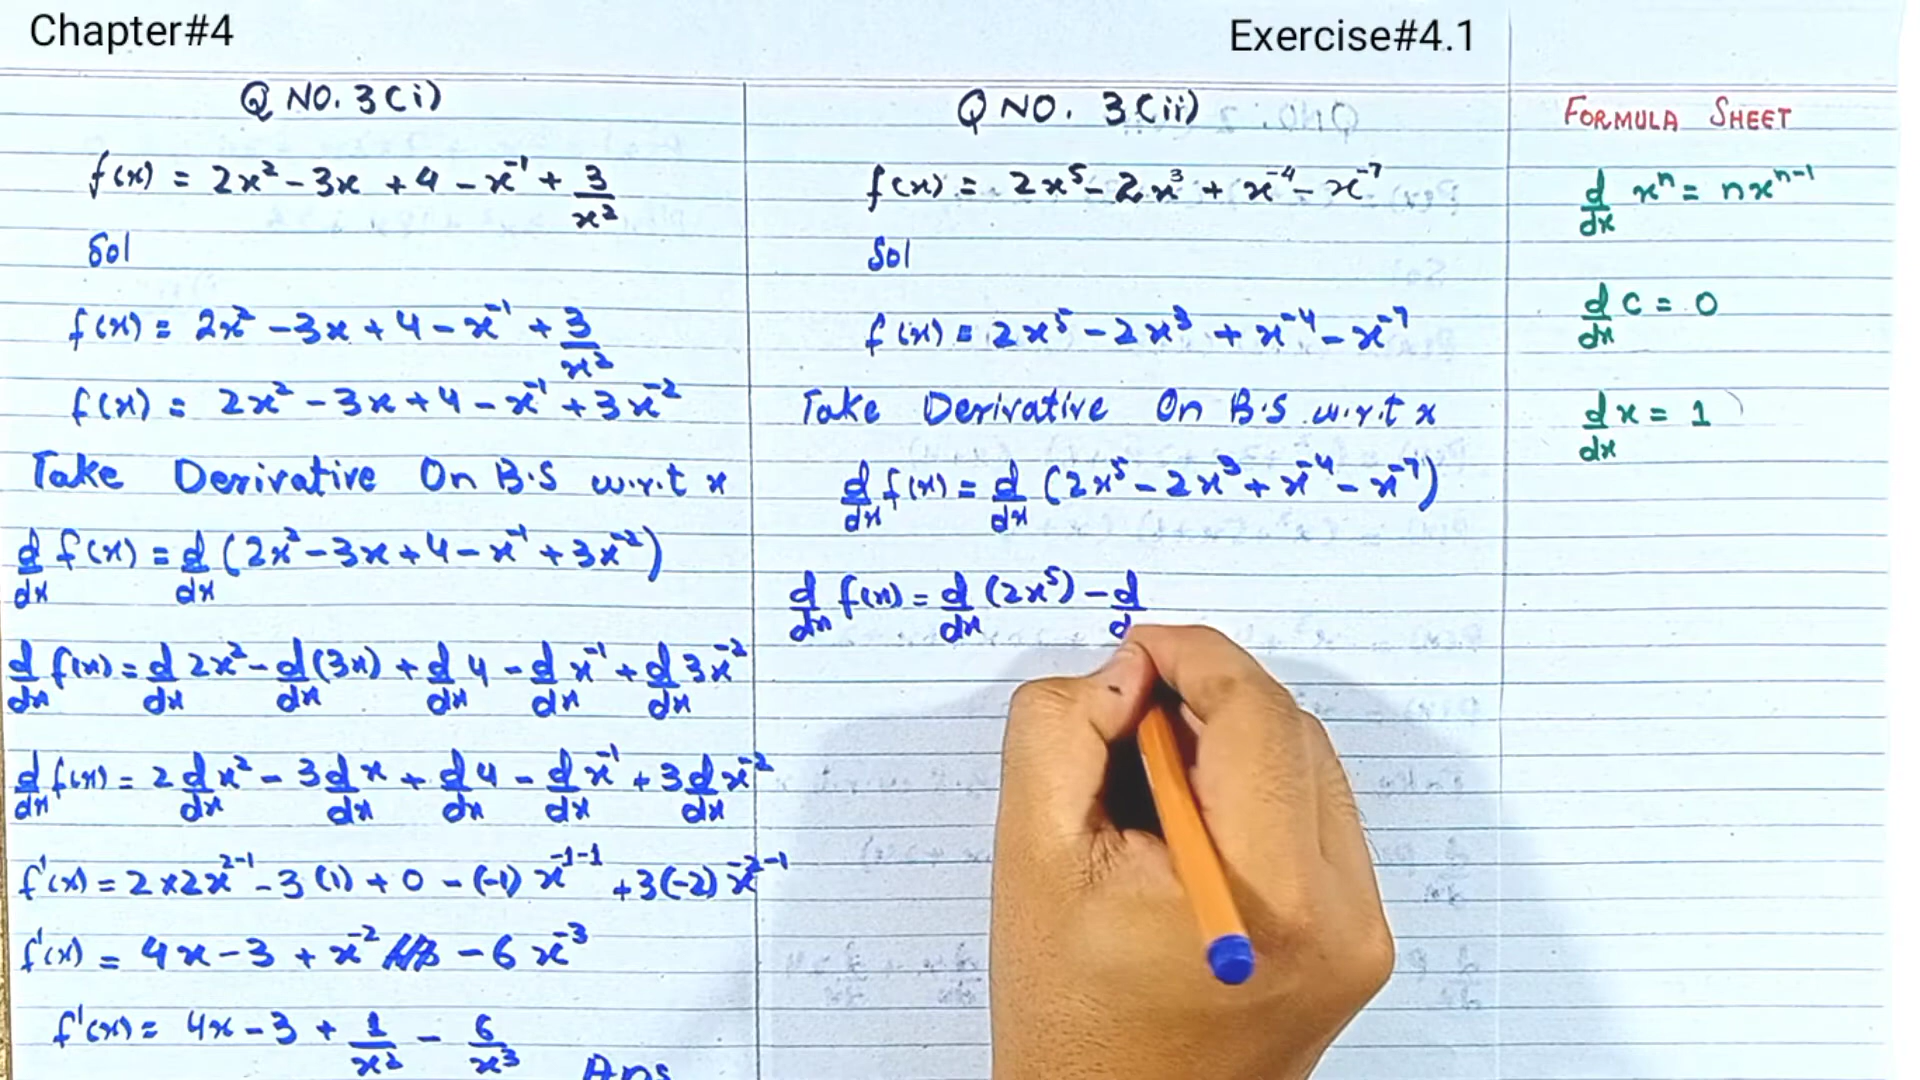 Chapter#4
Exercise#4.1
Q NO. 3(i)
f(x) = 2x² - 3x + 4 - x⁻¹ + 3/x²
Sol
f(x) = 2x² - 3x + 4 - x⁻¹ + 3/x²
f(x) = 2x² - 3x + 4 - x⁻¹ + 3x⁻²
Take Derivative On B.S w.r.t x
d/dx f(x) = d/dx (2x² - 3x + 4 - x⁻¹ + 3x⁻²)
d/dx f(x) = d/dx 2x² - d/dx (3x) + d/dx 4 - d/dx x⁻¹ + d/dx 3x⁻²
d/dx f(x) = 2 d/dx x² - 3 d/dx x + d/dx 4 - d/dx x⁻¹ + 3 d/dx x⁻²
f'(x) = 2×2x²⁻¹ - 3(1) + 0 - (-1) x⁻¹⁻¹ + 3(-2) x⁻²⁻¹
f'(x) = 4x - 3 + x⁻² - 6x⁻³
f'(x) = 4x - 3 + 1/x² - 6/x³
Ans
Q NO. 3(ii)
f(x) = 2x⁵ - 2x³ + x⁻⁴ - x⁻⁷
Sol
f(x) = 2x⁵ - 2x³ + x⁻⁴ - x⁻⁷
Take Derivative On B.S w.r.t x
d/dx f(x) = d/dx (2x⁵ - 2x³ + x⁻⁴ - x⁻⁷)
d/dx f(x) = d/dx (2x⁵) - d/d
FORMULA SHEET
d/dx xⁿ = nxⁿ⁻¹
d/dx c = 0
d/dx x = 1